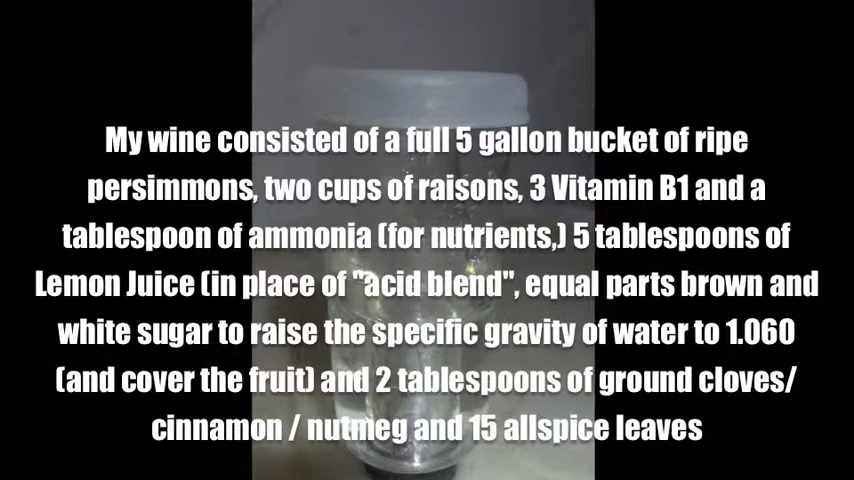 My wine consisted of a full 5 gallon bucket of ripe
persimmons, two cups of raisons, 3 Vitamin B1 and a
tablespoon of ammonia (for nutrients,) 5 tablespoons of
Lemon Juice (in place of "acid blend", equal parts brown and
white sugar to raise the specific gravity of water to 1.060
(and cover the fruit) and 2 tablespoons of ground cloves/
cinnamon / nutmeg and 15 allspice leaves